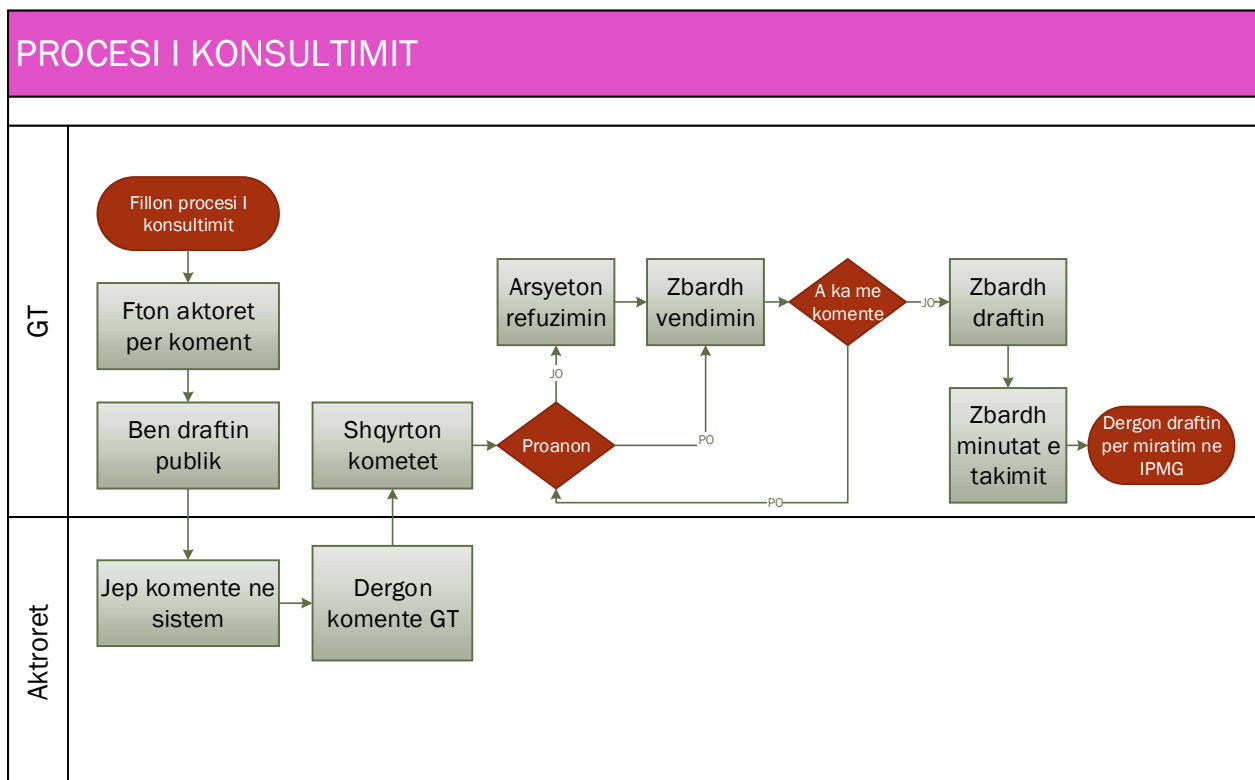 PROCESI I KONSULTIMIT
GT
Fillon procesi I
konsultimit
Fton aktoret
per koment
Ben draftin
publik
Shqyrton
kometet
Proanon
JO
PO
Arsyeton
refuzimin
Zbardh
vendimin
A ka me
komente
JO
PO
Zbardh
draftin
Zbardh
minutat e
takimit
Dergon draftin
per miratim ne
IPMG
Aktroret
Jep komente ne
sistem
Dergon
komente GT